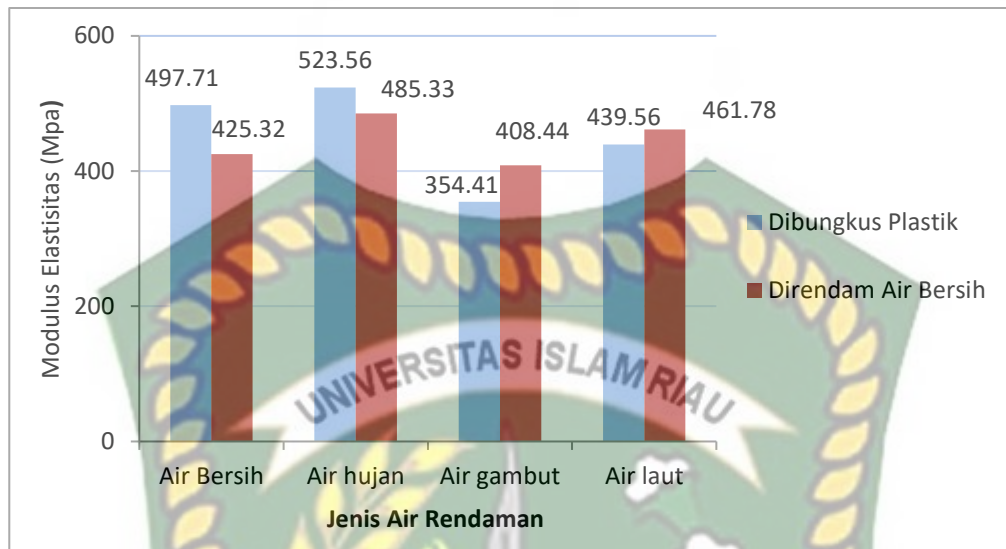 600
400
200
0
Modulus Elastisitas (Mpa)
497.71
425.32
523.56
485.33
354.41
408.44
439.56
461.78
Dibungkus Plastik
Direndam Air Bersih
UNIVERSITAS ISLAM RIAU
Air Bersih
Air hujan
Air gambut
Air laut
Jenis Air Rendaman